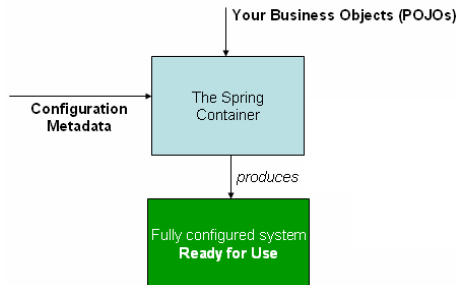 Your Business Objects (POJOs)
The Spring
Container
Configuration
Metadata
produces
Fully configured system
Ready for Use